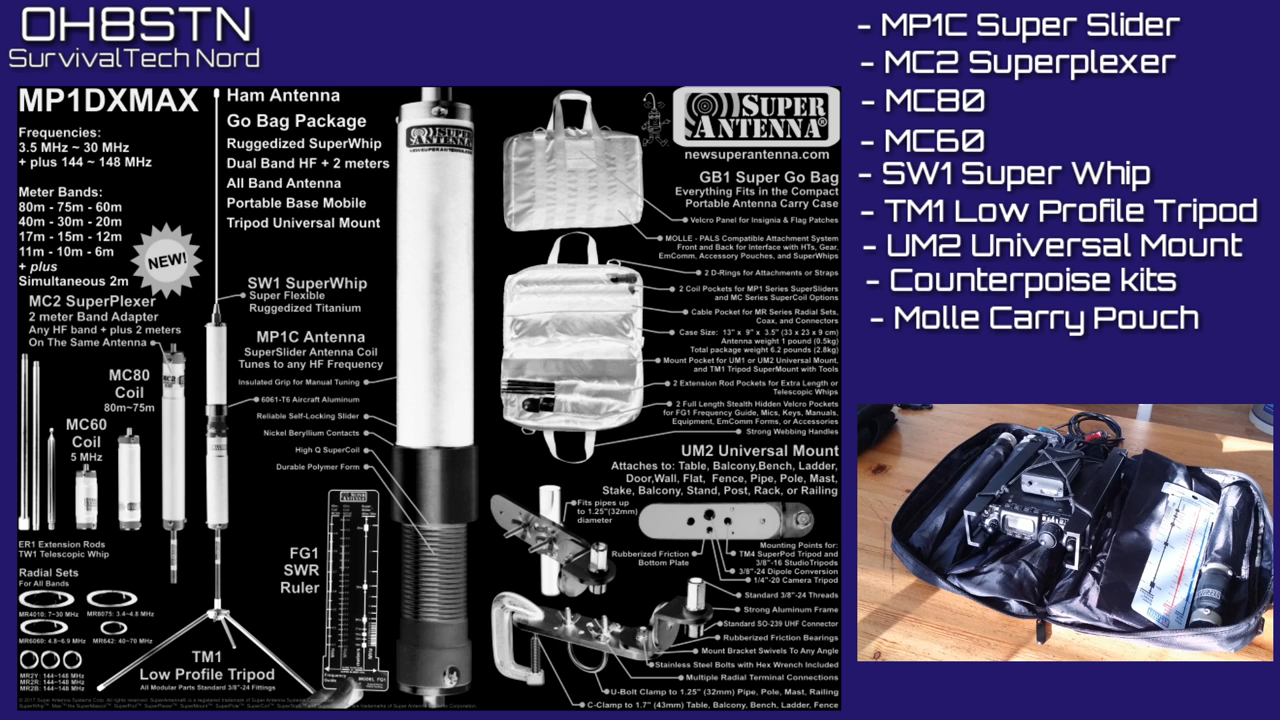 OH8STN
SurvivalTech Nord
MP1DXMAX
Frequencies:
3.5 MHz ~ 30 MHz
+ plus 144 ~ 148 MHz
Meter Bands:
80m - 75m - 60m
40m - 30m - 20m
17m - 15m - 12m
11m - 10m - 6m
+ plus
Simultaneous 2m
NEW!
MC2 SuperPlexer
2 meter Band Adapter
Any HF band + plus 2 meters
On The Same Antenna
MC80
Coil
80m~75m
MC60
Coil
5 MHz
ER1 Extension Rods
TW1 Telescopic Whip
Radial Sets
For All Bands
MR4010: 7~30 MHz
MR8075: 3.4~4.8 MHz
MR6060: 4.8~6.9 MHz
MR642: 40~70 MHz
MR2Y: 144~148 MHz
MR2R: 144~148 MHz
MR2B: 144~148 MHz
TM1
Low Profile Tripod
All Modular Parts Standard 3/8"-24 Fittings
Ham Antenna
Go Bag Package
Ruggedized SuperWhip
Dual Band HF + 2 meters
All Band Antenna
Portable Base Mobile
Tripod Universal Mount
SW1 SuperWhip
Super Flexible
Ruggedized Titanium
MP1C Antenna
SuperSlider Antenna Coil
Tunes to any HF Frequency
Insulated Grip for Manual Tuning
6061-T6 Aircraft Aluminum
Reliable Self-Locking Slider
Nickel Beryllium Contacts
High Q SuperCoil
Durable Polymer Form
FG1
SWR
Ruler
Frequency
Guide
MODEL FG1
SUPER
ANTENNA
SUPER
ANTENNA®
newsuperantenna.com
GB1 Super Go Bag
Everything Fits in the Compact
Portable Antenna Carry Case
Velcro Panel for Insignia & Flag Patches
MOLLE - PALS Compatible Attachment System
Front and Back for Interface with HTs, Gear,
EmComm, Accessory Pouches, and SuperWhips
2 D-Rings for Attachments or Straps
2 Coil Pockets for MP1 Series SuperSliders
and MC Series SuperCoil Options
Cable Pocket for MR Series Radial Sets,
Coax, and Connectors
Case Size: 13" x 9" x 3.5" (33 x 23 x 9 cm)
Antenna weight 1 pound (0.5kg)
Total package weight 6.2 pounds (2.8kg)
Mount Pocket for UM1 or UM2 Universal Mount,
and TM1 Tripod SuperMount with Tools
2 Extension Rod Pockets for Extra Length or
Telescopic Whips
2 Full Length Stealth Hidden Velcro Pockets
for FG1 Frequency Guide, Mics, Keys, Manuals,
Equipment, EmComm Forms, or Accessories
Strong Webbing Handles
UM2 Universal Mount
Attaches to: Table, Balcony,Bench, Ladder,
Door,Wall, Flat, Fence, Pipe, Pole, Mast,
Stake, Balcony, Stand, Post, Rack, or Railing
Fits pipes up
to 1.25"(32mm)
diameter
Rubberized Friction
Bottom Plate
Mounting Points for:
TM4 SuperPod Tripod and
3/8"-16 StudioTripods
3/8"-24 Dipole Conversion
1/4"-20 Camera Tripod
Standard 3/8"-24 Threads
Strong Aluminum Frame
Standard SO-239 UHF Connector
Rubberized Friction Bearings
Mount Bracket Swivels To Any Angle
Stainless Steel Bolts with Hex Wrench Included
Multiple Radial Terminal Connections
U-Bolt Clamp to 1.25" (32mm) Pipe, Pole, Mast, Railing
C-Clamp to 1.7" (43mm) Table, Balcony, Bench, Ladder, Fence
- MP1C Super Slider
- MC2 Superplexer
- MC80
- MC60
- SW1 Super Whip
- TM1 Low Profile Tripod
- UM2 Universal Mount
- Counterpoise kits
- Molle Carry Pouch